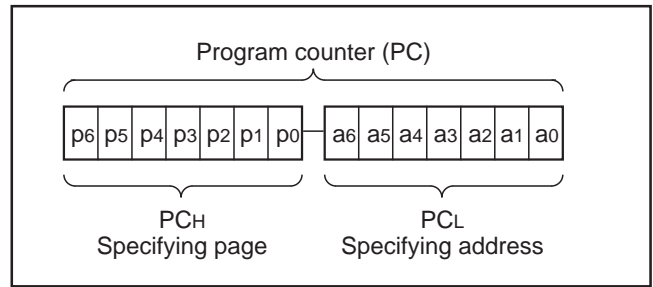 Program counter (PC)
p6 p5 p4 p3 p2 p1 p0 a6 a5 a4 a3 a2 a1 a0
PCH PCL
Specifying page Specifying address